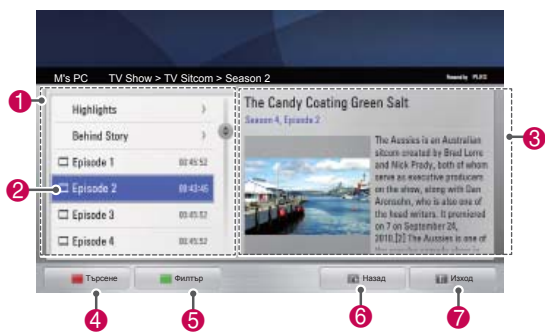 M's PC TV Show > TV Sitcom > Season 2
Powered by PLEX
1
Highlights
Behind Story
Episode 1 00:45:52
2
Episode 2 00:43:45
Episode 3 00:45:52
Episode 4 00:45:52
The Candy Coating Green Salt
Season 4, Episode 2
3
The Aussies is an Australian
sitcom created by Brad Lorre
and Nick Prady, both of whom
serve as executive producers
on the show, along with Dan
Aronsohn, who is also one of
the head writers. It premiered
on 7 on September 24,
2010.[2] The Aussies is one of
Търсене
Филтър
Назад
Изход
4
5
6
7